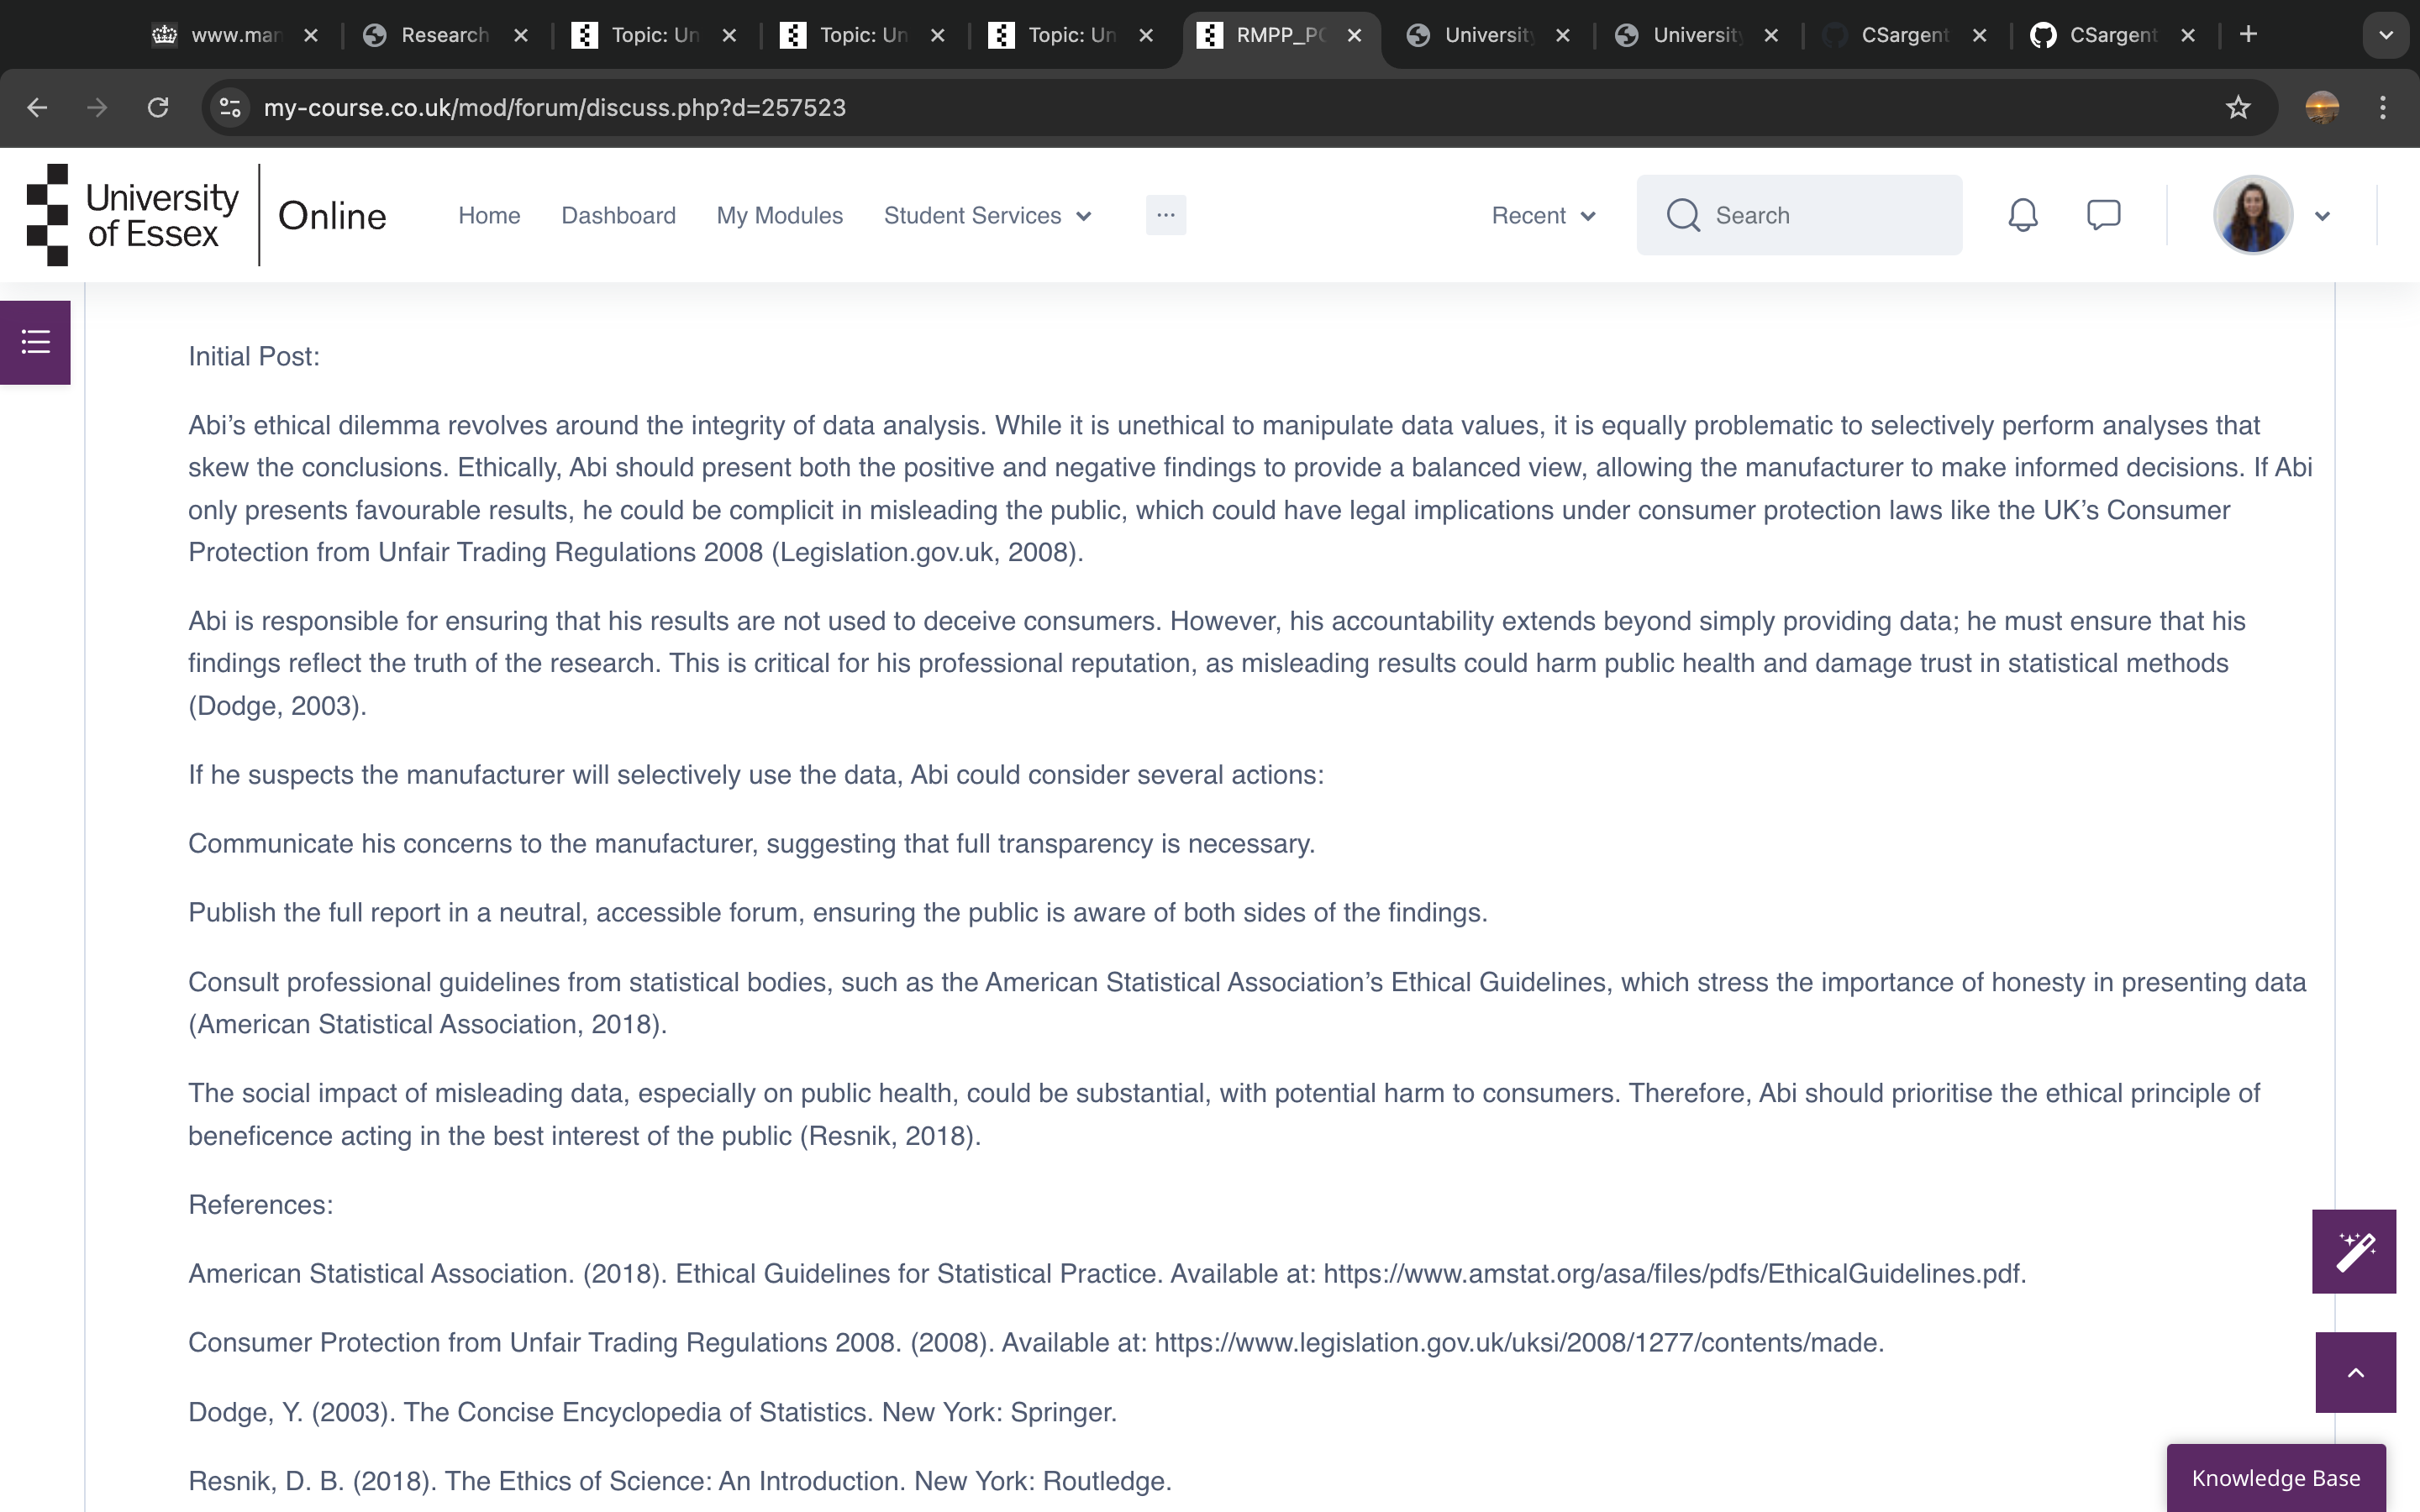 www.man
Research
Topic: Un
Topic: Un
Topic: Un
RMPP_PC
University
University
CSargent
CSargent
my-course.co.uk/mod/forum/discuss.php?d=257523
University of Essex
Online
Home
Dashboard
My Modules
Student Services
Recent
Search
Initial Post:
Abi’s ethical dilemma revolves around the integrity of data analysis. While it is unethical to manipulate data values, it is equally problematic to selectively perform analyses that
skew the conclusions. Ethically, Abi should present both the positive and negative findings to provide a balanced view, allowing the manufacturer to make informed decisions. If Abi
only presents favourable results, he could be complicit in misleading the public, which could have legal implications under consumer protection laws like the UK’s Consumer
Protection from Unfair Trading Regulations 2008 (Legislation.gov.uk, 2008).
Abi is responsible for ensuring that his results are not used to deceive consumers. However, his accountability extends beyond simply providing data; he must ensure that his
findings reflect the truth of the research. This is critical for his professional reputation, as misleading results could harm public health and damage trust in statistical methods
(Dodge, 2003).
If he suspects the manufacturer will selectively use the data, Abi could consider several actions:
Communicate his concerns to the manufacturer, suggesting that full transparency is necessary.
Publish the full report in a neutral, accessible forum, ensuring the public is aware of both sides of the findings.
Consult professional guidelines from statistical bodies, such as the American Statistical Association’s Ethical Guidelines, which stress the importance of honesty in presenting data
(American Statistical Association, 2018).
The social impact of misleading data, especially on public health, could be substantial, with potential harm to consumers. Therefore, Abi should prioritise the ethical principle of
beneficence acting in the best interest of the public (Resnik, 2018).
References:
American Statistical Association. (2018). Ethical Guidelines for Statistical Practice. Available at: https://www.amstat.org/asa/files/pdfs/EthicalGuidelines.pdf.
Consumer Protection from Unfair Trading Regulations 2008. (2008). Available at: https://www.legislation.gov.uk/uksi/2008/1277/contents/made.
Dodge, Y. (2003). The Concise Encyclopedia of Statistics. New York: Springer.
Resnik, D. B. (2018). The Ethics of Science: An Introduction. New York: Routledge.
Knowledge Base